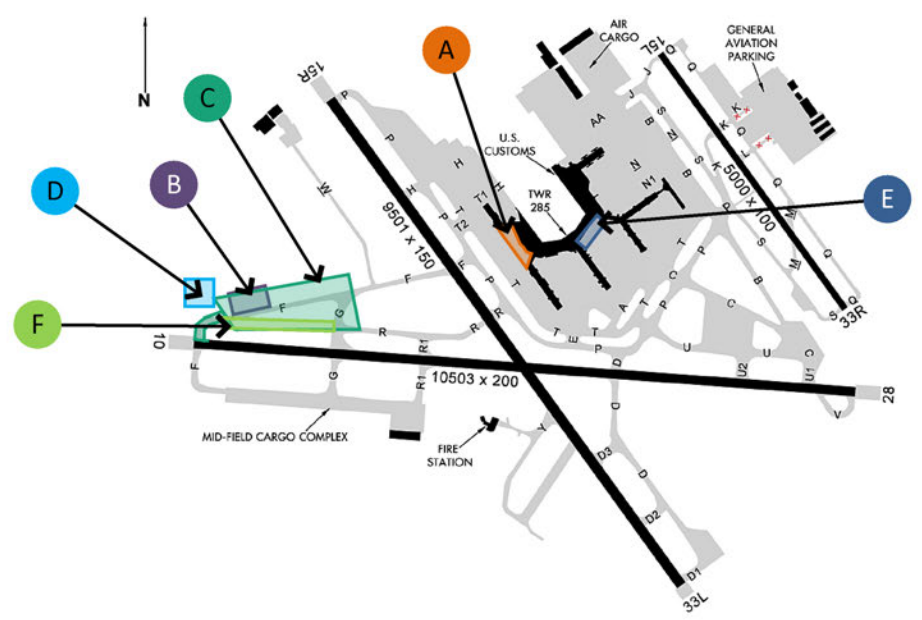 A
AIR
CARGO
15L
Q
Q
GENERAL
AVIATION
PARKING
N
C
15R
P
P
J
J
S
B
N
K
K
Q
L
AA
U.S.
CUSTOMS
H
H
H
S
B
K
5000 x 100
D
B
W
T1
T
T2
P
TWR
285
N
N1
Q
M
E
9501 x 150
F
F
P
T
P
T
P
C
T
A
S
B
M
Q
F
F
G
R
R
R
R1
T
E
T
P
C
U
U
C
S
Q
33R
10
F
G
R1
10503 x 200
D
U2
U1
28
V
D
MID-FIELD CARGO COMPLEX
FIRE
STATION
Y
D3
D
D2
D1
33L